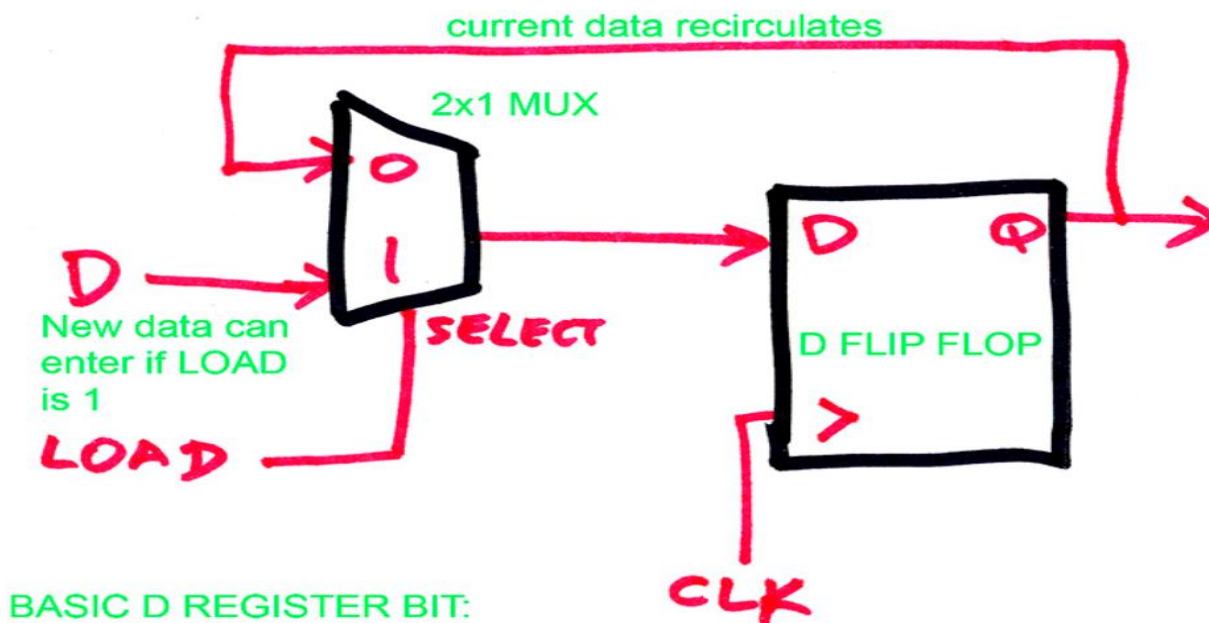 current data recirculates
2x1 MUX
0
1
D
D
Q
New data can
enter if LOAD
is 1
SELECT
D FLIP FLOP
LOAD
>
CLK
BASIC D REGISTER BIT: